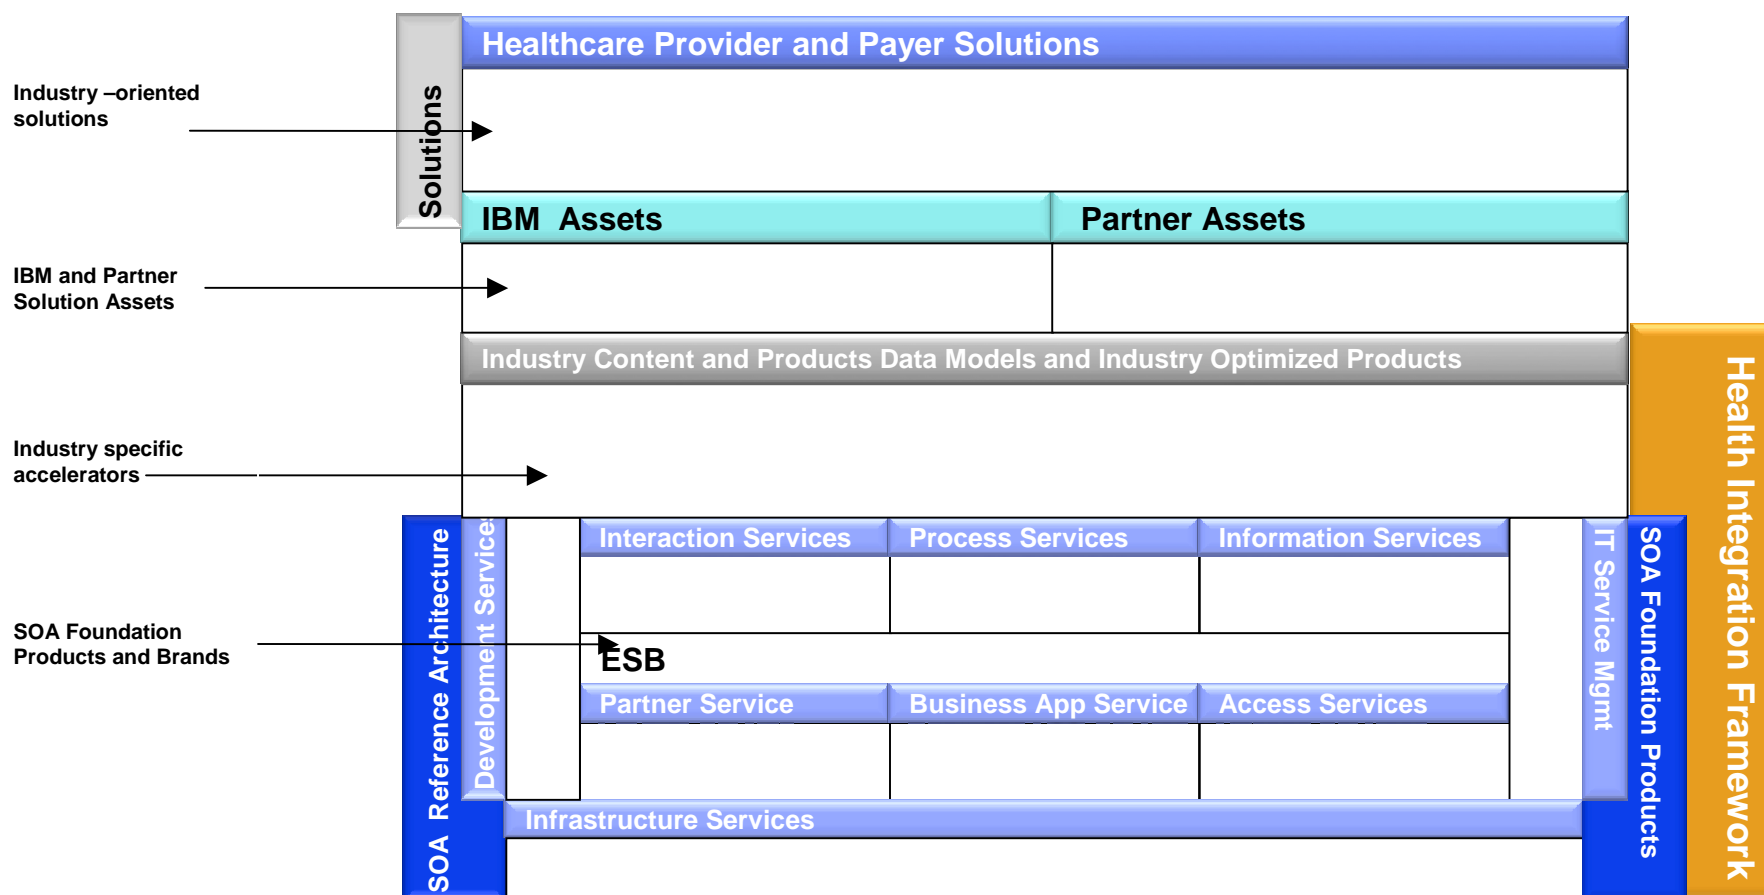 Healthcare Provider and Payer Solutions
Industry –oriented
solutions
Solutions
IBM Assets
Partner Assets
IBM and Partner
Solution Assets
Industry Content and Products Data Models and Industry Optimized Products
Industry specific
accelerators
Health Integration Framework
SOA Reference Architecture
Development Services
Interaction Services
Process Services
Information Services
IT Service Mgmt
SOA Foundation Products
SOA Foundation
Products and Brands
ESB
Partner Service
Business App Service
Access Services
Infrastructure Services